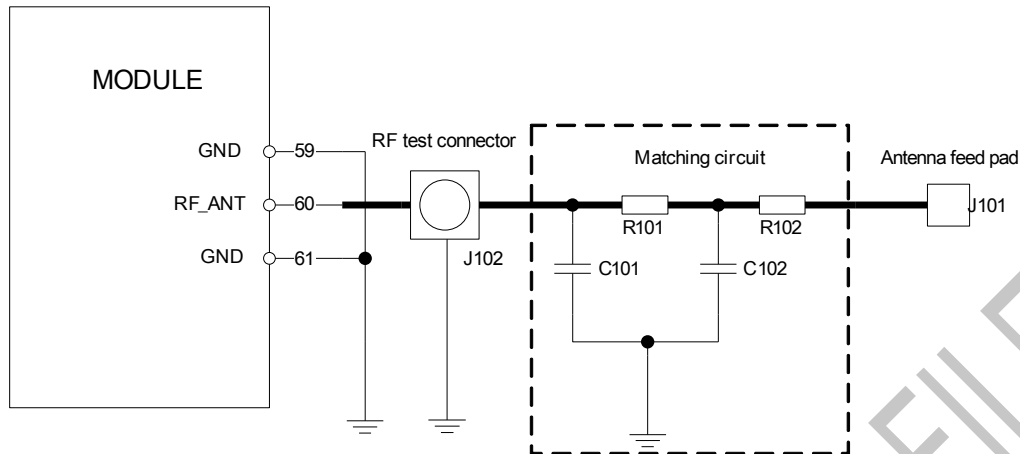 MODULE
GND
59
RF_ANT
60
GND
61
RF test connector
J102
Matching circuit
R101
R102
C101
C102
Antenna feed pad
J101